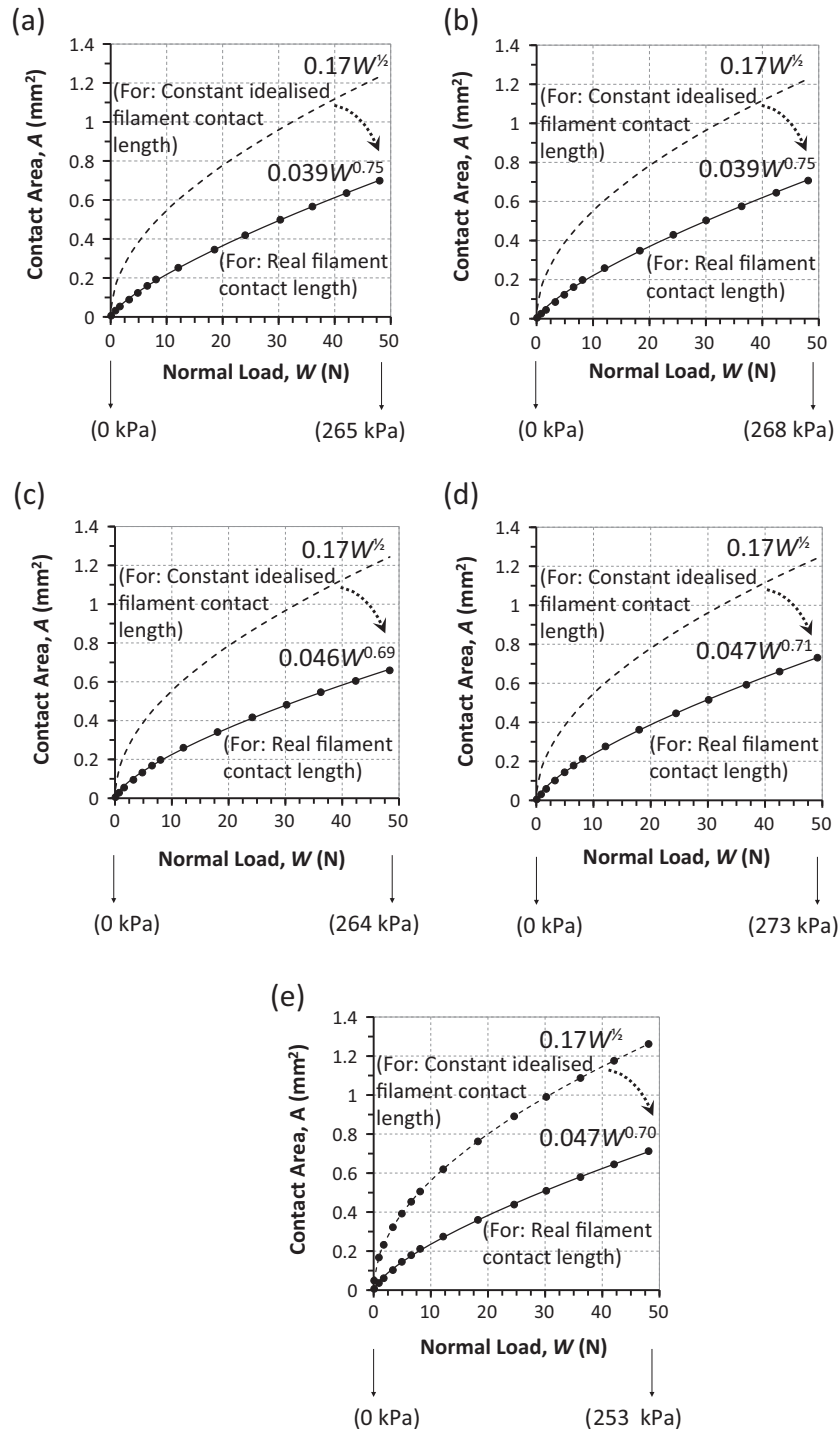 (a)
1.4
1.2
1
0.8
0.6
0.4
0.2
0
Contact Area, A (mm²)
0.17W½
(For: Constant idealised
filament contact
length)
0.039W0.75
(For: Real filament
contact length)
0 10 20 30 40 50
Normal Load, W (N)
(0 kPa) (265 kPa)
(b)
1.4
1.2
1
0.8
0.6
0.4
0.2
0
Contact Area, A (mm²)
0.17W½
(For: Constant idealised
filament contact
length)
0.039W0.75
(For: Real filament
contact length)
0 10 20 30 40 50
Normal Load, W (N)
(0 kPa) (268 kPa)
(c)
1.4
1.2
1
0.8
0.6
0.4
0.2
0
Contact Area, A (mm²)
0.17W½
(For: Constant idealised
filament contact
length)
0.046W0.69
(For: Real filament
contact length)
0 10 20 30 40 50
Normal Load, W (N)
(0 kPa) (264 kPa)
(d)
1.4
1.2
1
0.8
0.6
0.4
0.2
0
Contact Area, A (mm²)
0.17W½
(For: Constant idealised
filament contact
length)
0.047W0.71
(For: Real filament
contact length)
0 10 20 30 40 50
Normal Load, W (N)
(0 kPa) (273 kPa)
(e)
1.4
1.2
1
0.8
0.6
0.4
0.2
0
Contact Area, A (mm²)
0.17W½
(For: Constant idealised
filament contact
length)
0.047W0.70
(For: Real filament
contact length)
0 10 20 30 40 50
Normal Load, W (N)
(0 kPa) (253 kPa)